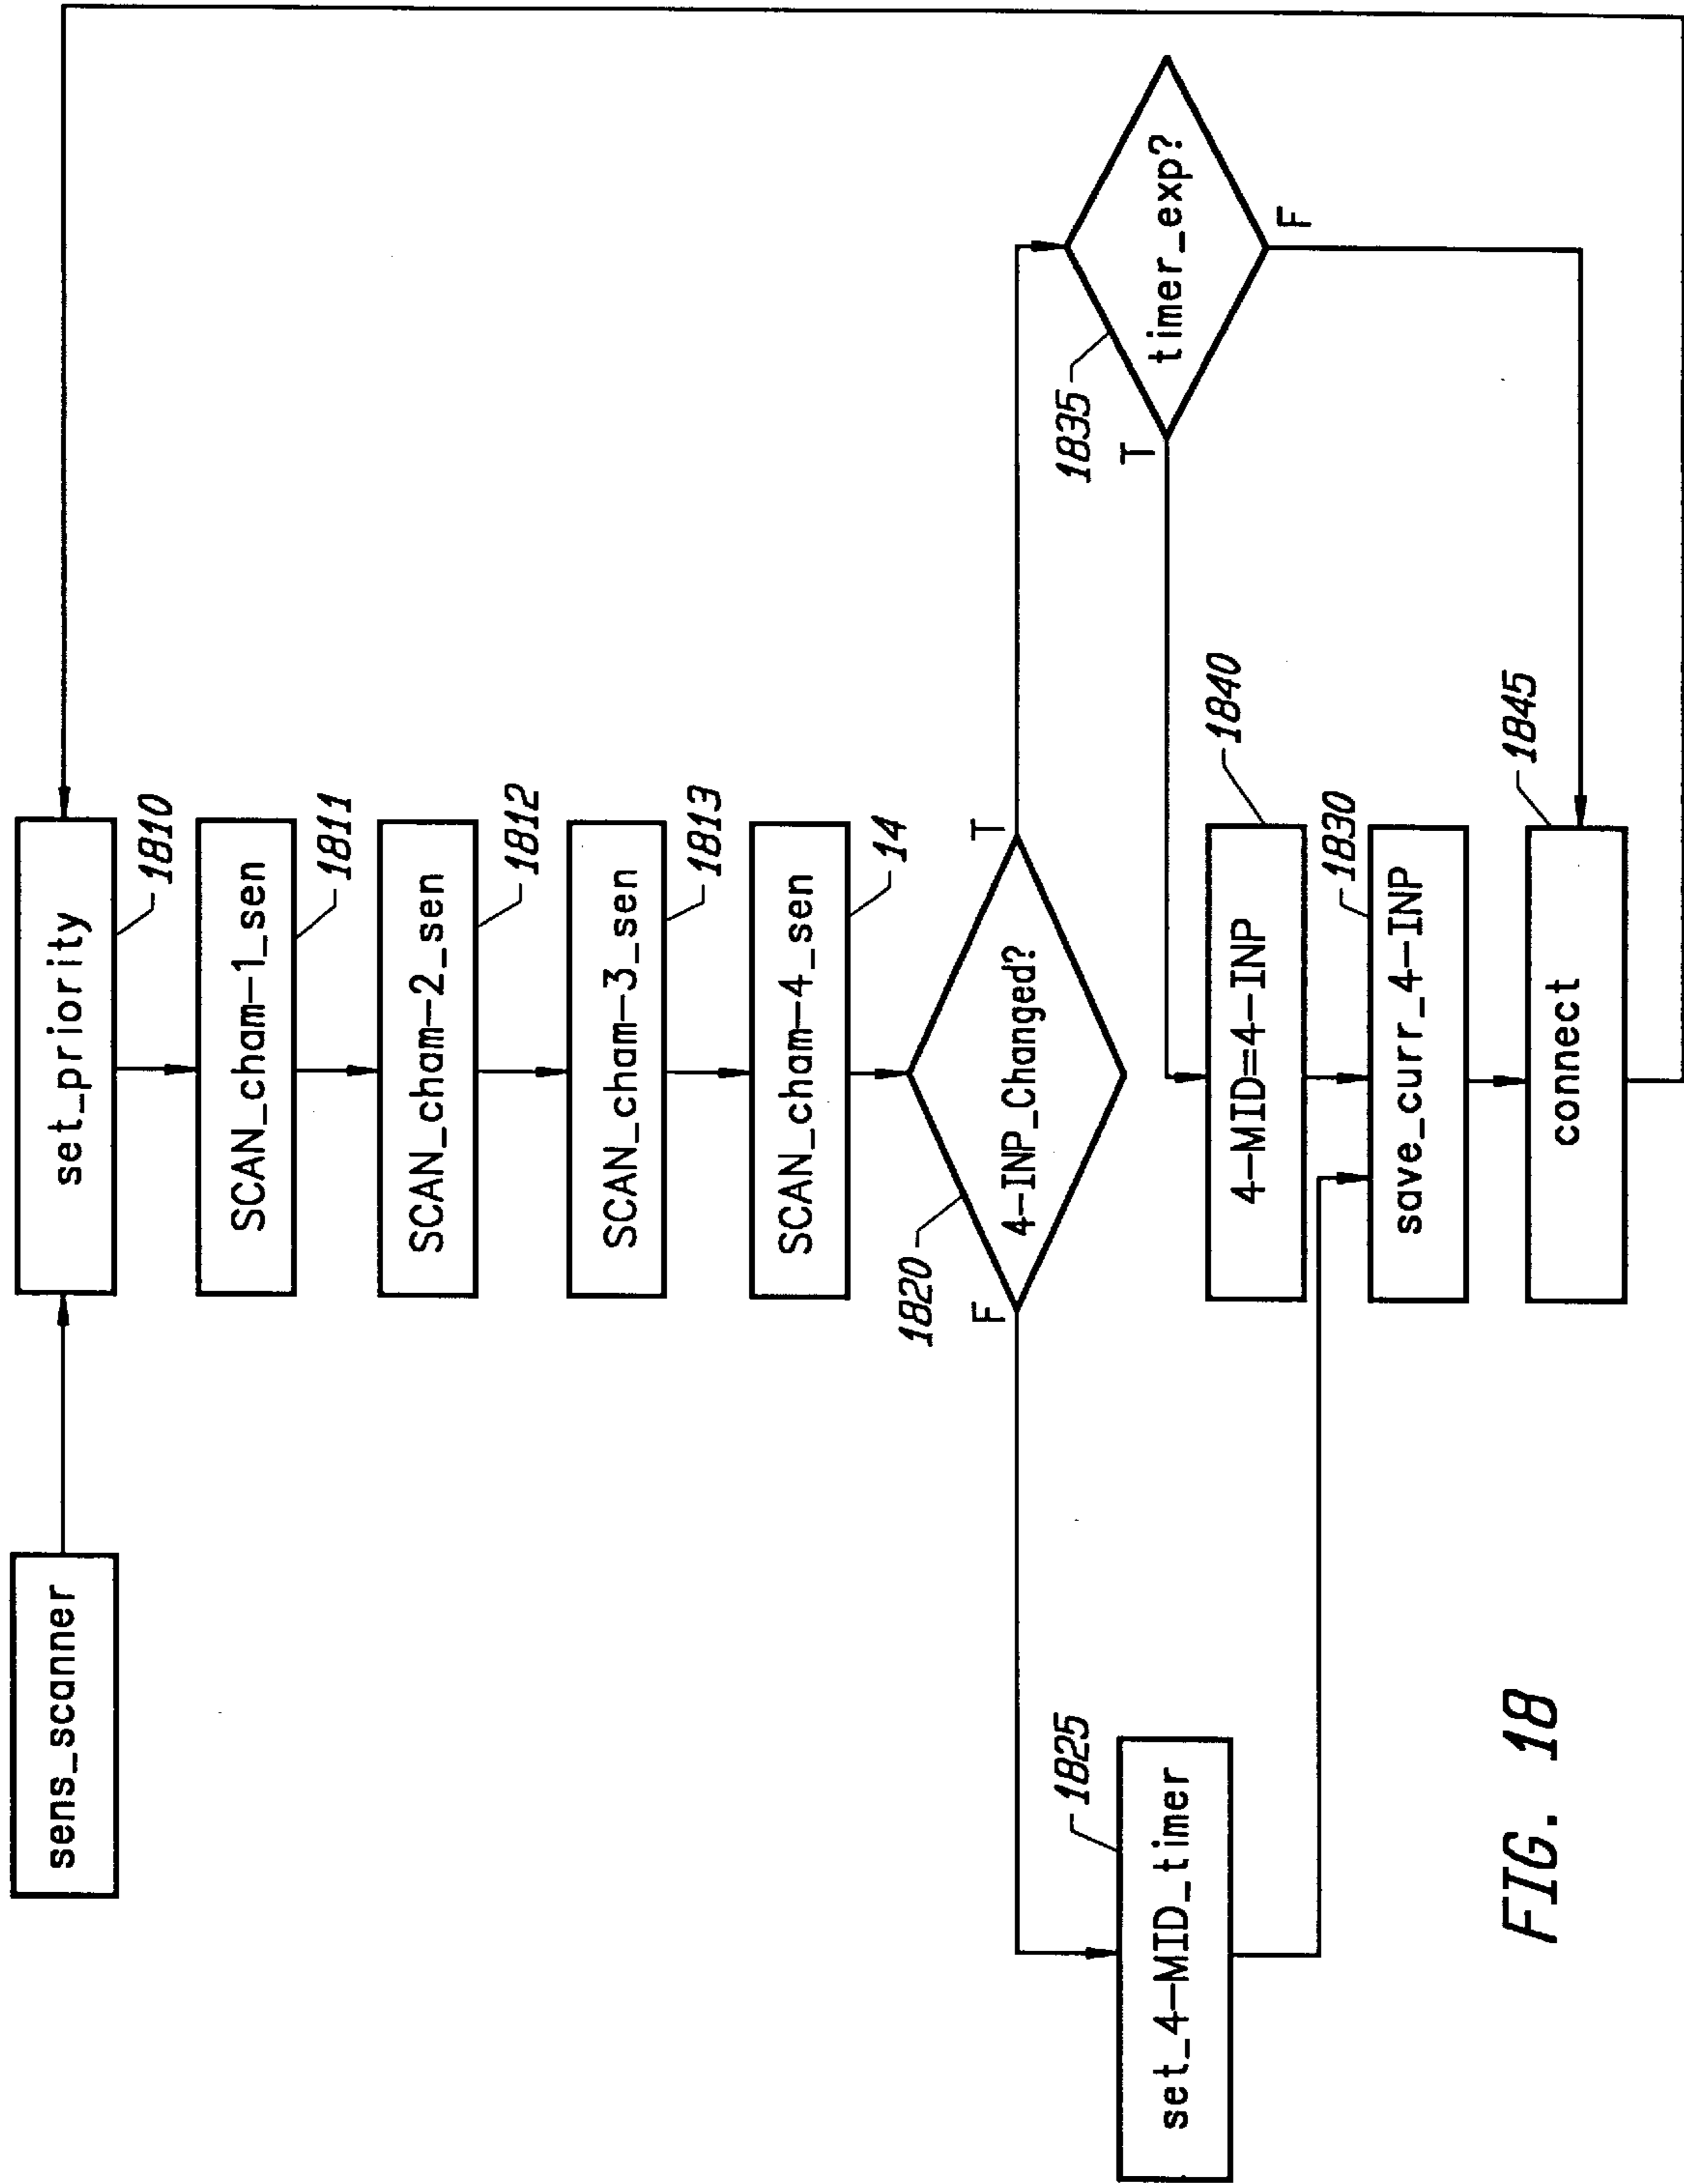 sens_scanner
set_priority
1810
SCAN_cham-1_sen
1811
SCAN_cham-2_sen
1812
SCAN_cham-3_sen
1813
SCAN_cham-4_sen
14
1820
4-INP_Changed?
F
T
1835
timer_exp?
T
F
1825
set_4-MID_timer
4-MID=4-INP
1840
save_curr_4-INP
1830
connect
1845
FIG. 18